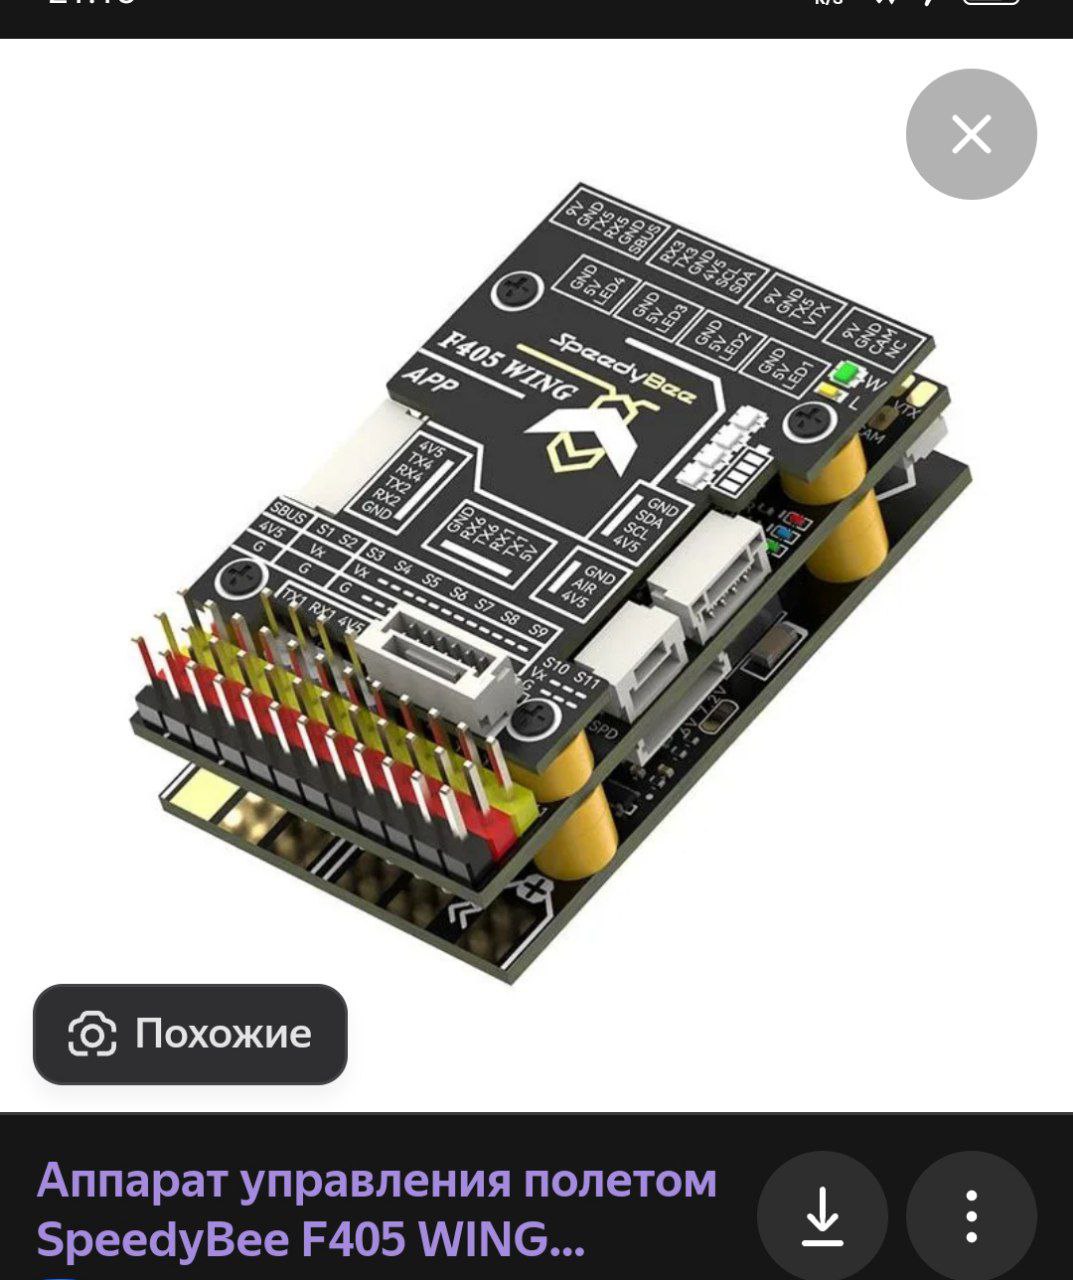 9V
GND
TX5
RX5
GND
SBUS
RX3
TX3
GND
4V5
SCL
SDA
9V
GND
TX5
VTX
9V
GND
CAM
NC
GND
5V
LED4
GND
5V
LED3
GND
5V
LED2
GND
5V
LED1
W
L
SpeedyBee
F405 WING
APP
VTX
4V5
TX4
RX4
TX2
RX2
GND
GND
RX6
TX6
RX1
TX1
5V
GND
SDA
SCL
4V5
GND
AIR
4V5
SBUS S1 S2 S3 S4 S5 S6 S7 S8 S9
4V5 Vx Vx
G G G
TX1 RX1 4V5
S10 S11
Vx
G
SPD
7.2V
Похожие
Аппарат управления полетом
SpeedyBee F405 WING...